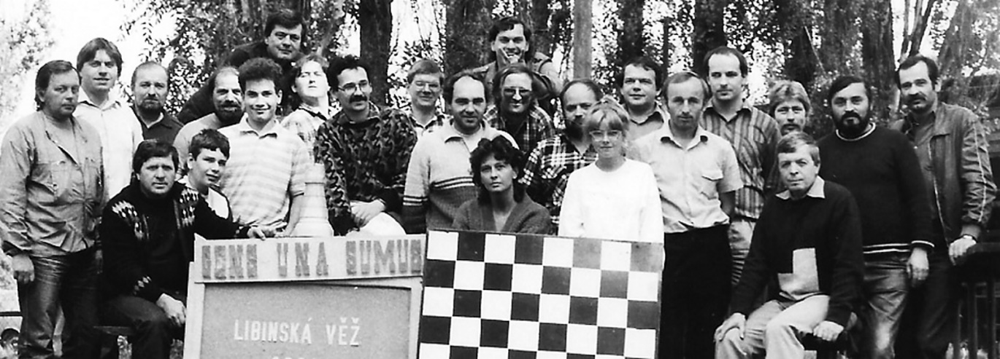 GENS UNA SUMUS
LIBINSKÁ VĚŽ